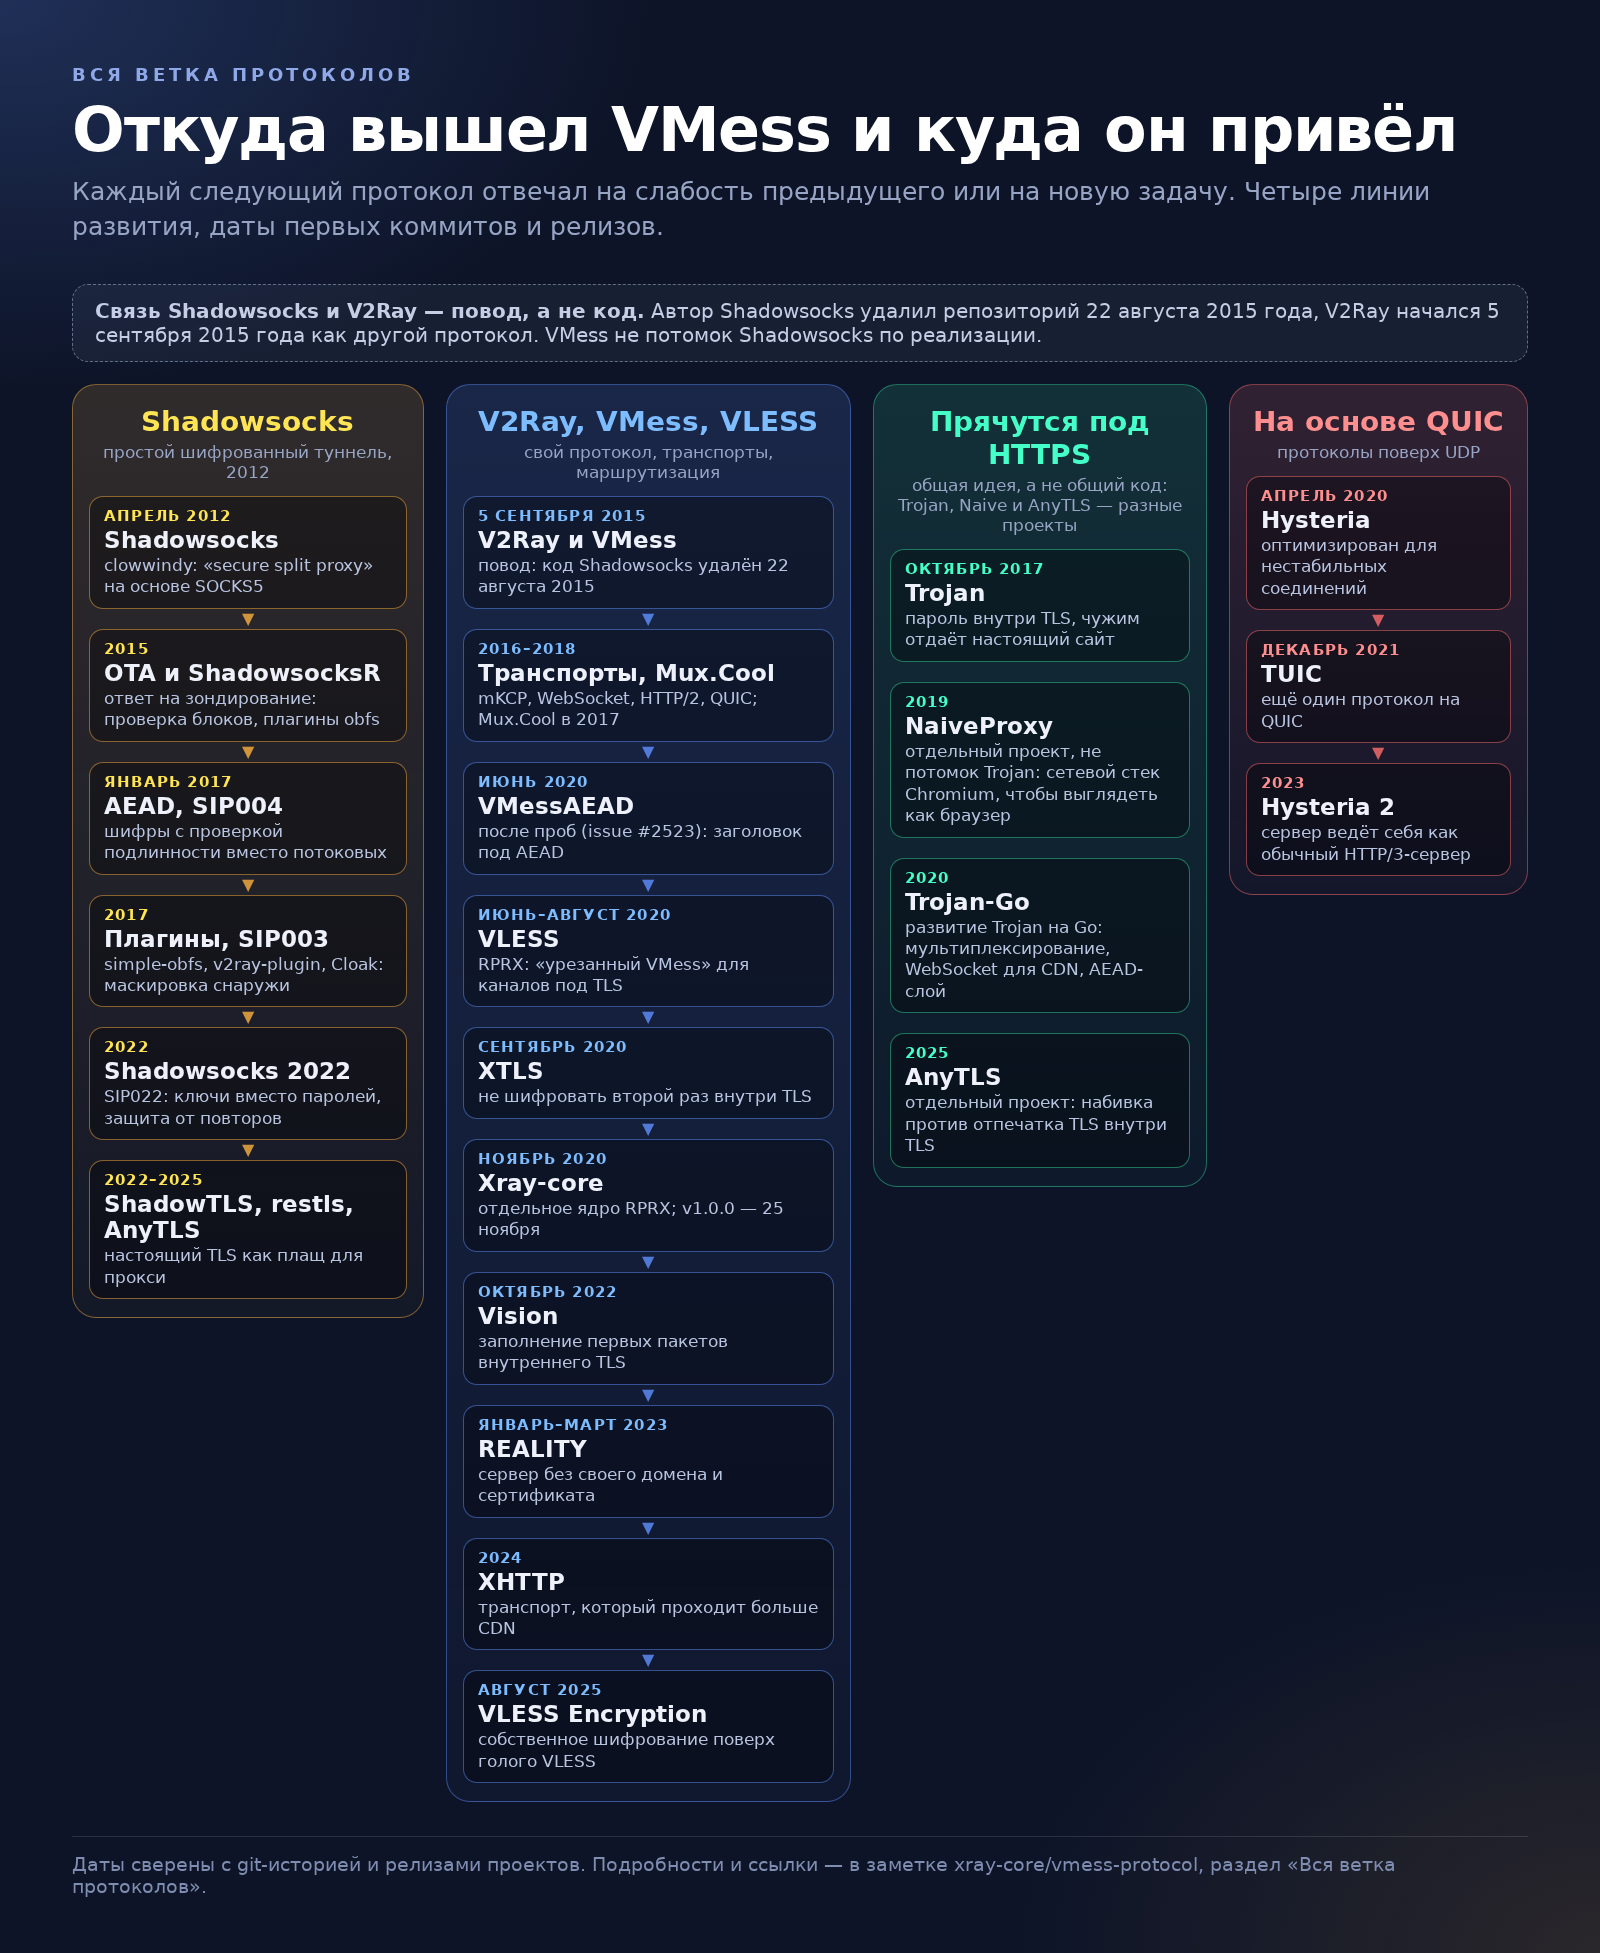 ВСЯ ВЕТКА ПРОТОКОЛОВ
Откуда вышел VMess и куда он привёл
Каждый следующий протокол отвечал на слабость предыдущего или на новую задачу. Четыре линии
развития, даты первых коммитов и релизов.
Связь Shadowsocks и V2Ray — повод, а не код. Автор Shadowsocks удалил репозиторий 22 августа 2015 года, V2Ray начался 5
сентября 2015 года как другой протокол. VMess не потомок Shadowsocks по реализации.
Shadowsocks
простой шифрованный туннель,
2012
АПРЕЛЬ 2012
Shadowsocks
clowwindy: «secure split proxy»
на основе SOCKS5
▼
2015
OTA и ShadowsocksR
ответ на зондирование:
проверка блоков, плагины obfs
▼
ЯНВАРЬ 2017
AEAD, SIP004
шифры с проверкой
подлинности вместо потоковых
▼
2017
Плагины, SIP003
simple-obfs, v2ray-plugin, Cloak:
маскировка снаружи
▼
2022
Shadowsocks 2022
SIP022: ключи вместо паролей,
защита от повторов
▼
2022–2025
ShadowTLS, restls,
AnyTLS
настоящий TLS как плащ для
прокси
V2Ray, VMess, VLESS
свой протокол, транспорты,
маршрутизация
5 СЕНТЯБРЯ 2015
V2Ray и VMess
повод: код Shadowsocks удалён 22
августа 2015
▼
2016–2018
Транспорты, Mux.Cool
mKCP, WebSocket, HTTP/2, QUIC;
Mux.Cool в 2017
▼
ИЮНЬ 2020
VMessAEAD
после проб (issue #2523): заголовок
под AEAD
▼
ИЮНЬ–АВГУСТ 2020
VLESS
RPRX: «урезанный VMess» для
каналов под TLS
▼
СЕНТЯБРЬ 2020
XTLS
не шифровать второй раз внутри TLS
▼
НОЯБРЬ 2020
Xray-core
отдельное ядро RPRX; v1.0.0 — 25
ноября
▼
ОКТЯБРЬ 2022
Vision
заполнение первых пакетов
внутреннего TLS
▼
ЯНВАРЬ–МАРТ 2023
REALITY
сервер без своего домена и
сертификата
▼
2024
XHTTP
транспорт, который проходит больше
CDN
▼
АВГУСТ 2025
VLESS Encryption
собственное шифрование поверх
голого VLESS
Прячутся под
HTTPS
общая идея, а не общий код:
Trojan, Naive и AnyTLS — разные
проекты
ОКТЯБРЬ 2017
Trojan
пароль внутри TLS, чужим
отдаёт настоящий сайт
2019
NaiveProxy
отдельный проект, не
потомок Trojan: сетевой стек
Chromium, чтобы выглядеть
как браузер
2020
Trojan-Go
развитие Trojan на Go:
мультиплексирование,
WebSocket для CDN, AEAD-
слой
2025
AnyTLS
отдельный проект: набивка
против отпечатка TLS внутри
TLS
На основе QUIC
протоколы поверх UDP
АПРЕЛЬ 2020
Hysteria
оптимизирован для
нестабильных
соединений
▼
ДЕКАБРЬ 2021
TUIC
ещё один протокол на
QUIC
▼
2023
Hysteria 2
сервер ведёт себя как
обычный HTTP/3-сервер
Даты сверены с git-историей и релизами проектов. Подробности и ссылки — в заметке xray-core/vmess-protocol, раздел «Вся ветка
протоколов».